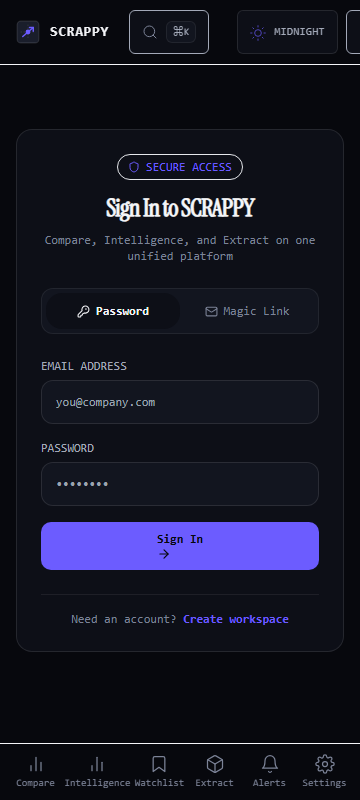 SCRAPPY
⌘K
MIDNIGHT
SECURE ACCESS
Sign In to SCRAPPY
Compare, Intelligence, and Extract on one
unified platform
Password
Magic Link
EMAIL ADDRESS
you@company.com
PASSWORD
••••••••
Sign In
→
Need an account? Create workspace
Compare
Intelligence
Watchlist
Extract
Alerts
Settings